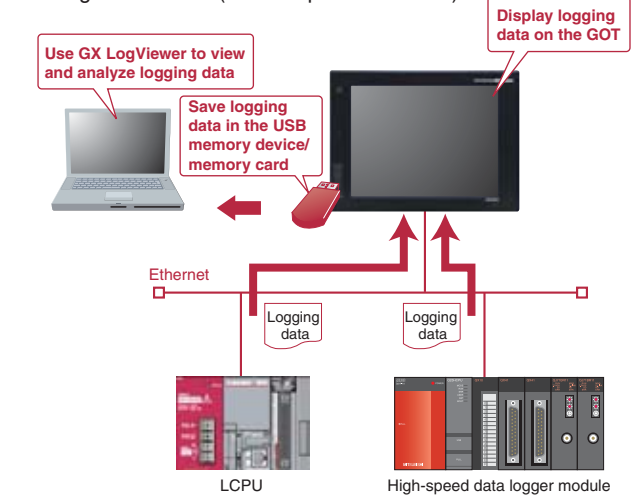 Display logging
data on the GOT
Use GX LogViewer to view
and analyze logging data
Save logging
data in the USB
memory device/
memory card
Ethernet
Logging
data
Logging
data
LCPU
High-speed data logger module